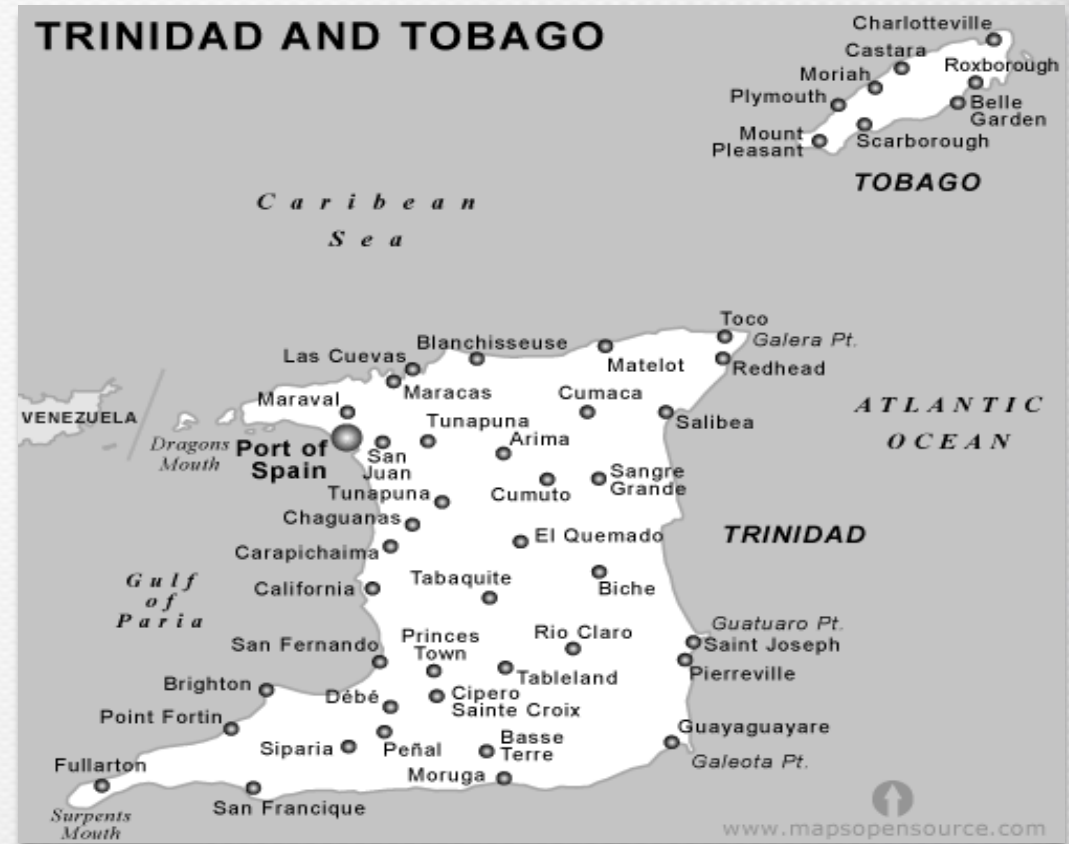 TRINIDAD AND TOBAGO
Charlotteville
Castara
Roxborough
Moriah
Plymouth
Belle
Garden
Mount
Pleasant
Scarborough
TOBAGO
Caribean
Sea
Toco
Galera Pt.
Blanchisseuse
Las Cuevas
Matelot
Redhead
Maracas
Cumaca
Maraval
VENEZUELA
Tunapuna
Salibea
ATLANTIC
OCEAN
Dragons
Mouth
Port of
Spain
San
Juan
Arima
Sangre
Grande
Cumuto
Tunapuna
Chaguanas
El Quemado
TRINIDAD
Carapichaima
Tabaquite
Biche
California
Gulf
of
Paria
Guatuaro Pt.
Rio Claro
Princes
Town
San Fernando
Saint Joseph
Tableland
Pierreville
Brighton
Débé
Cipero
Sainte Croix
Point Fortin
Guayaguayare
Siparia
Peñal
Basse
Terre
Galeota Pt.
Fullarton
Moruga
San Francique
Surpents
Mouth
www.mapsopensource.com